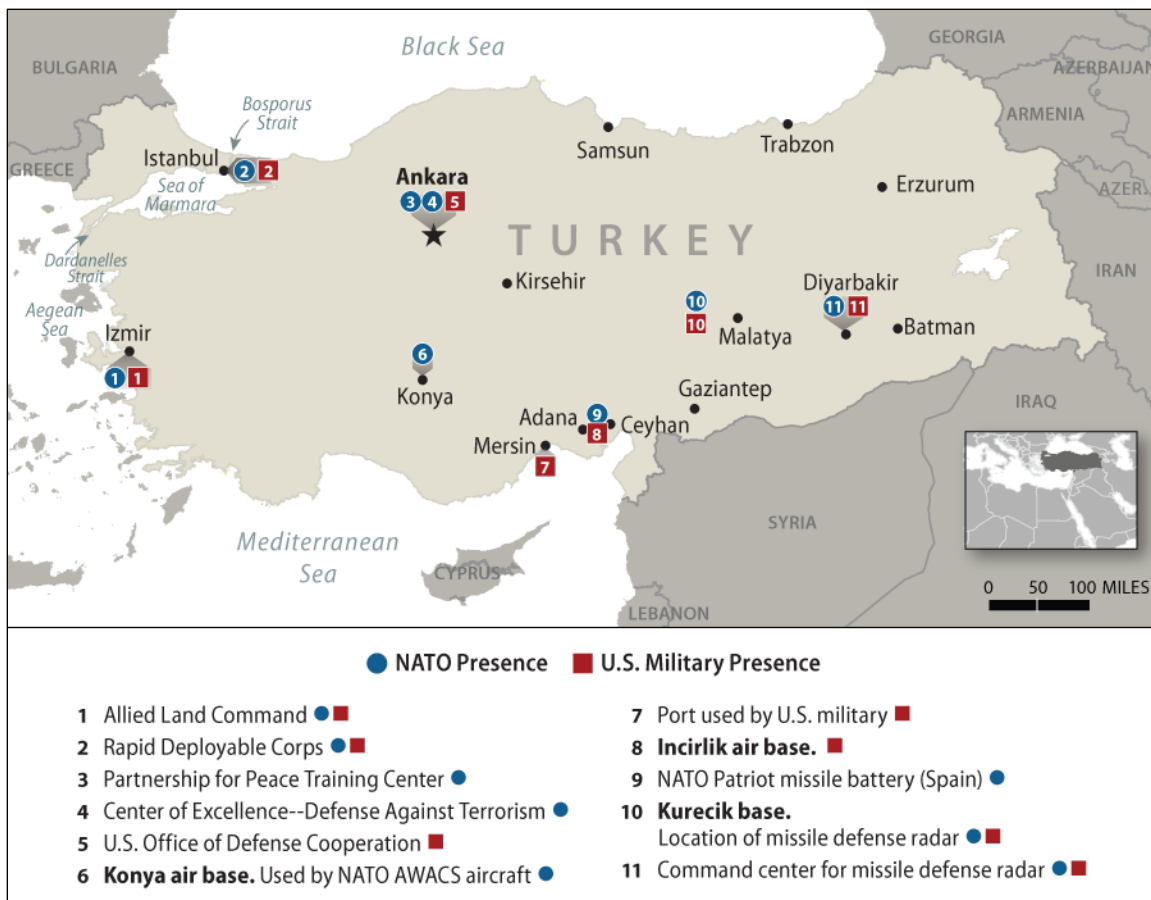 Black Sea
GEORGIA
BULGARIA
AZERBAIJAN
Bosporus
Strait
ARMENIA
Istanbul
2 2
Samsun
Trabzon
GREECE
Ankara
3 4 5
Sea of
Marmara
Erzurum
AZER.
TURKEY
Dardanelles
Strait
IRAN
Kirsehir
Diyarbakir
10
11 11
Aegean
Sea
10
Malatya
Batman
Izmir
6
1 1
Konya
Gaziantep
IRAQ
Adana
9
Ceyhan
8
Mersin
7
SYRIA
Mediterranean
Sea
CYPRUS
0 50 100 MILES
LEBANON
NATO Presence U.S. Military Presence
1 Allied Land Command
2 Rapid Deployable Corps
3 Partnership for Peace Training Center
4 Center of Excellence--Defense Against Terrorism
5 U.S. Office of Defense Cooperation
6 Konya air base. Used by NATO AWACS aircraft
7 Port used by U.S. military
8 Incirlik air base.
9 NATO Patriot missile battery (Spain)
10 Kurecik base.
Location of missile defense radar
11 Command center for missile defense radar